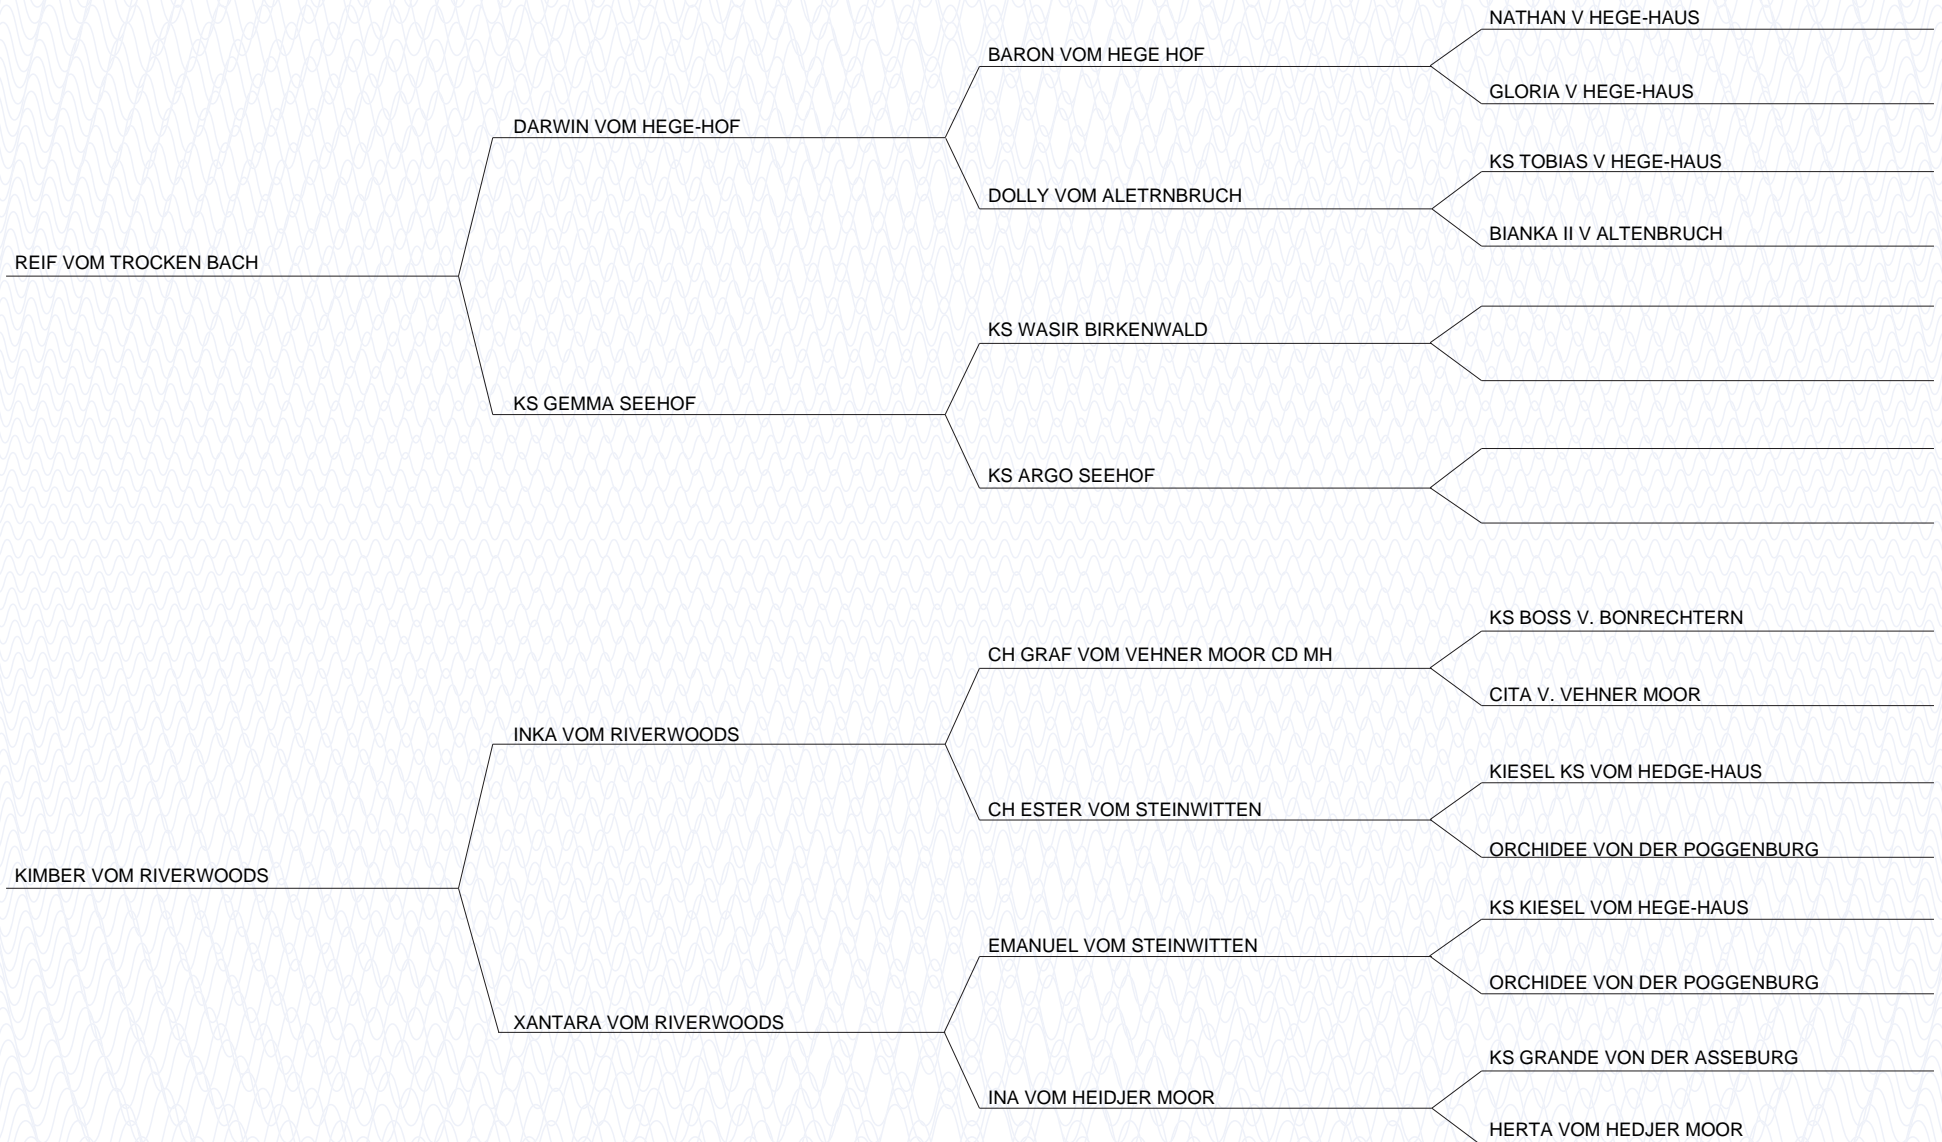 NATHAN V HEGE-HAUS
BARON VOM HEGE HOF
GLORIA V HEGE-HAUS
DARWIN VOM HEGE-HOF
KS TOBIAS V HEGE-HAUS
DOLLY VOM ALETRNBRUCH
BIANKA II V ALTENBRUCH
REIF VOM TROCKEN BACH
KS WASIR BIRKENWALD
KS GEMMA SEEHOF
KS ARGO SEEHOF
KS BOSS V. BONRECHTERN
CH GRAF VOM VEHNER MOOR CD MH
CITA V. VEHNER MOOR
INKA VOM RIVERWOODS
KIESEL KS VOM HEDGE-HAUS
CH ESTER VOM STEINWITTEN
ORCHIDEE VON DER POGGENBURG
KIMBER VOM RIVERWOODS
KS KIESEL VOM HEGE-HAUS
EMANUEL VOM STEINWITTEN
ORCHIDEE VON DER POGGENBURG
XANTARA VOM RIVERWOODS
KS GRANDE VON DER ASSEBURG
INA VOM HEIDJER MOOR
HERTA VOM HEDJER MOOR